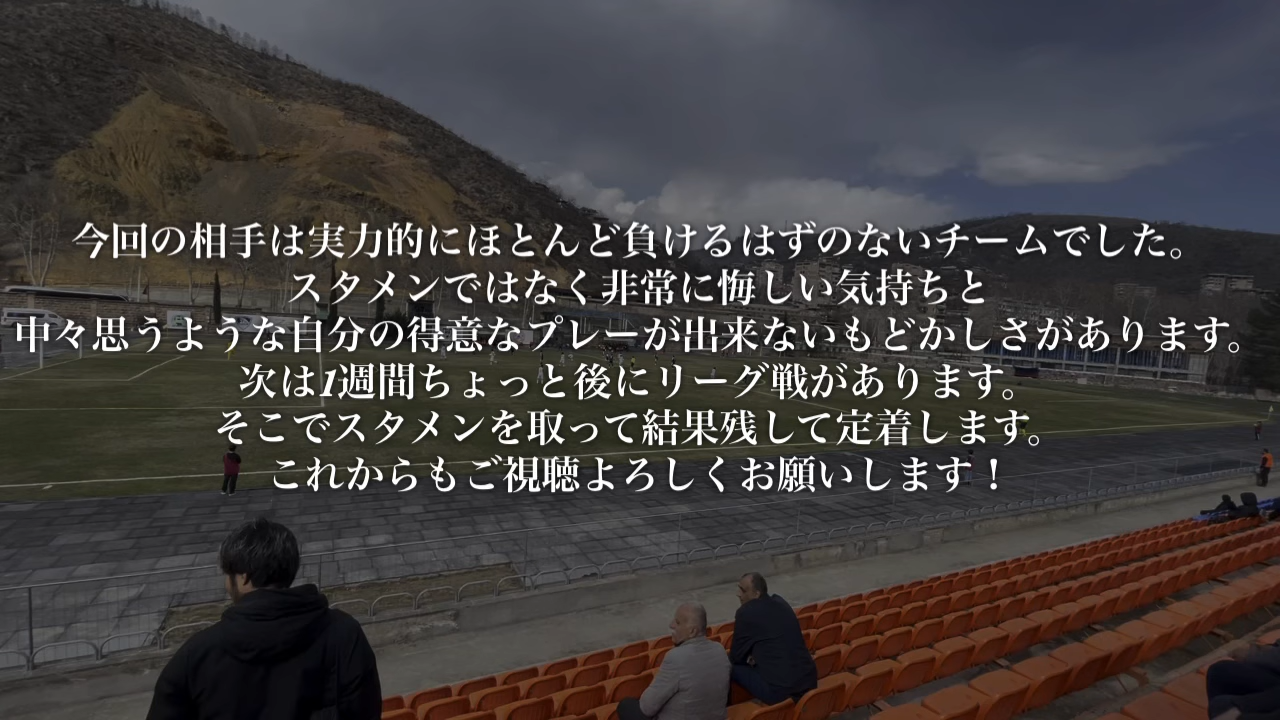 今回の相手は実力的にほとんど負けるはずのないチームでした。
スタメンではなく非常に悔しい気持ちと
中々思うような自分の得意なプレーが出来ないもどかしさがあります。
次は1週間ちょっと後にリーグ戦があります。
そこでスタメンを取って結果残して定着します。
これからもご視聴よろしくお願いします！